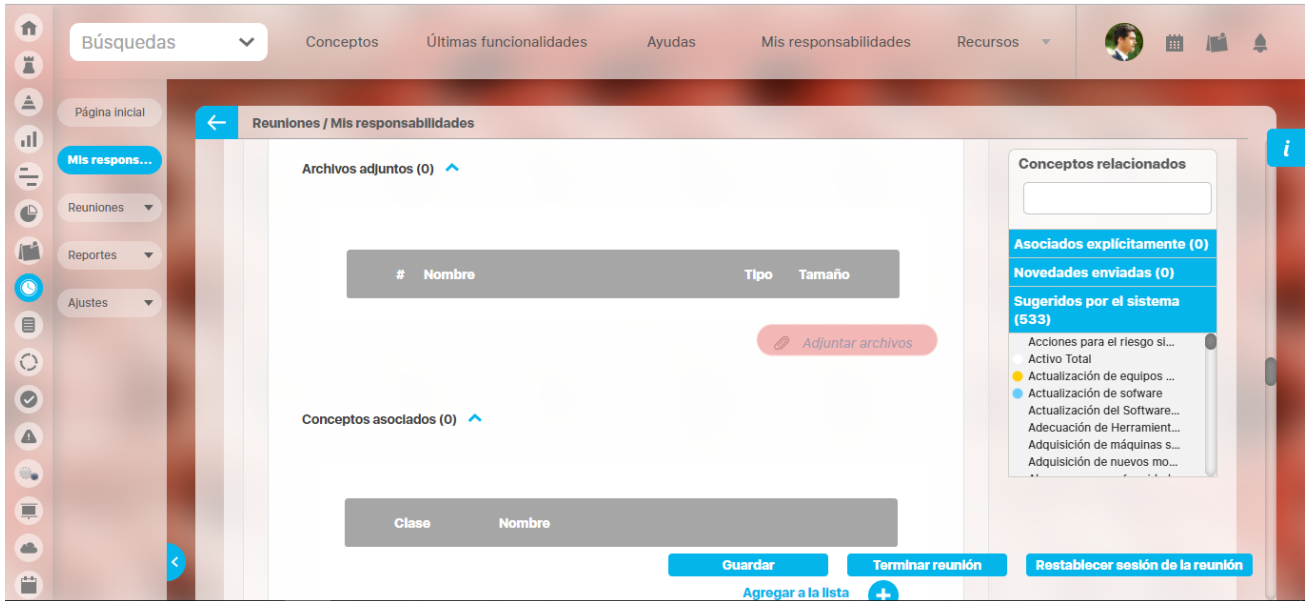 Búsquedas
Conceptos
Últimas funcionalidades
Ayudas
Mis responsabilidades
Recursos
Página inicial
Mis respons...
Reuniones
Reportes
Ajustes
Reuniones / Mis responsabilidades
i
Archivos adjuntos (0)
# Nombre Tipo Tamaño
Adjuntar archivos
Conceptos asociados (0)
Clase Nombre
Guardar
Terminar reunión
Restablecer sesión de la reunión
Agregar a la lista
Conceptos relacionados
Asociados explícitamente (0)
Novedades enviadas (0)
Sugeridos por el sistema
(533)
Acciones para el riesgo si...
Activo Total
Actualización de equipos ...
Actualización de sofware
Actualización del Software...
Adecuación de Herramient...
Adquisición de máquinas s...
Adquisición de nuevos mo...